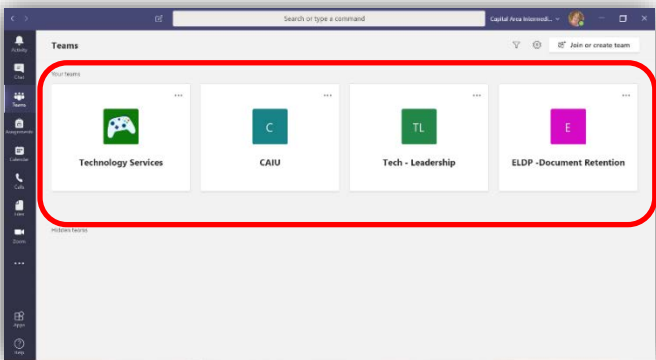 Search or type a command
Capital Area Intermedi...
Activity
Teams
Join or create team
Chat
Your teams
Teams
C
TL
E
Assignments
Technology Services
CAIU
Tech - Leadership
ELDP -Document Retention
Calendar
Calls
Files
Hidden teams
Zoom
Apps
Help